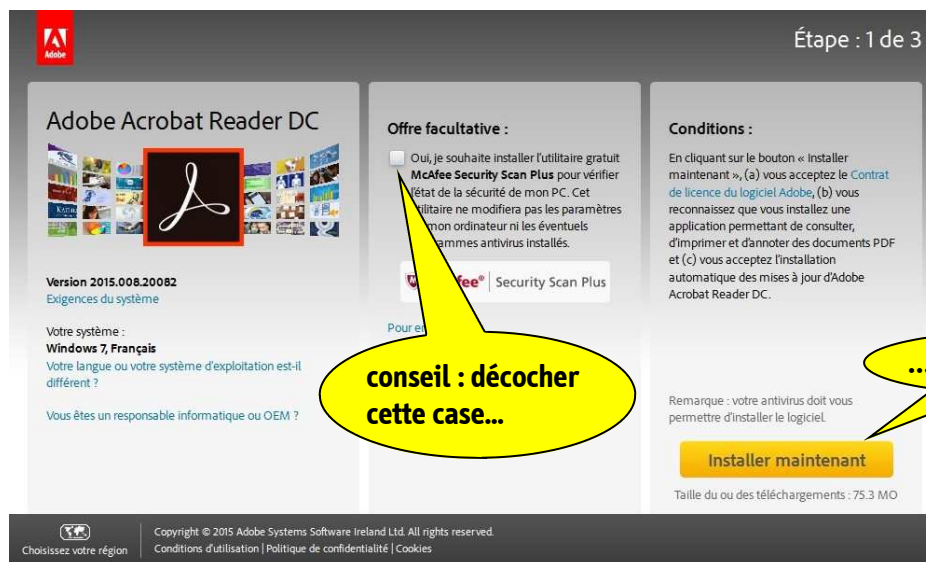 Adobe
Étape : 1 de 3
Adobe Acrobat Reader DC
Version 2015.008.20082
Exigences du système
Votre système :
Windows 7, Français
Votre langue ou votre système d'exploitation est-il
différent ?
Vous êtes un responsable informatique ou OEM ?
Offre facultative :
Oui, je souhaite installer l'utilitaire gratuit
McAfee Security Scan Plus pour vérifier
l'état de la sécurité de mon PC. Cet
utilitaire ne modifiera pas les paramètres
mon ordinateur ni les éventuels
programmes antivirus installés.
Security Scan Plus
Pour
conseil : décocher
cette case...
Conditions :
En cliquant sur le bouton « Installer
maintenant », (a) vous acceptez le Contrat
de licence du logiciel Adobe, (b) vous
reconnaissez que vous installez une
application permettant de consulter,
d'imprimer et d'annoter des documents PDF
et (c) vous acceptez l'installation
automatique des mises à jour d'Adobe
Acrobat Reader DC.
...
Remarque : votre antivirus doit vous
permettre d'installer le logiciel.
Installer maintenant
Taille du ou des téléchargements : 75.3 MO
Choisissez votre région
Copyright © 2015 Adobe Systems Software Ireland Ltd. All rights reserved.
Conditions d'utilisation | Politique de confidentialité | Cookies